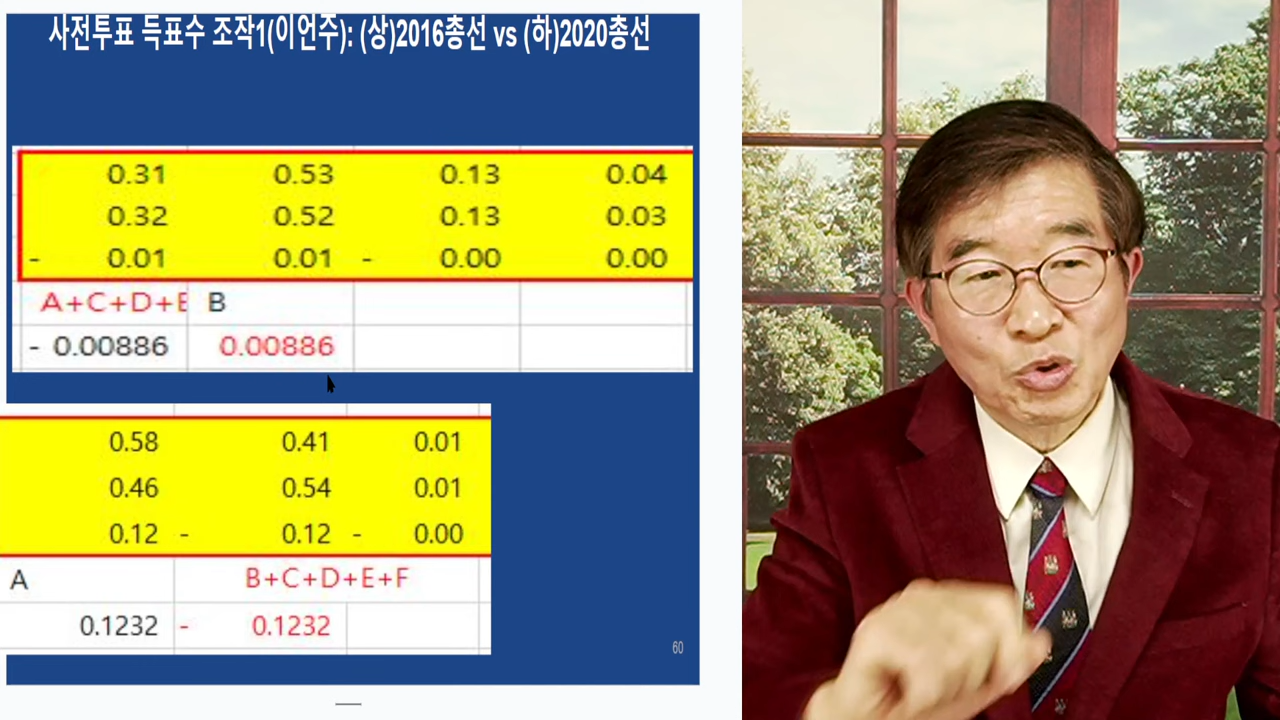 사전투표 득표수 조작1(이언주): (상)2016총선 vs (하)2020총선
0.31 0.53 0.13 0.04
0.32 0.52 0.13 0.03
- 0.01 0.01 - 0.00 0.00
A+C+D+E B
- 0.00886 0.00886
0.58 0.41 0.01
0.46 0.54 0.01
0.12 - 0.12 - 0.00
A B+C+D+E+F
0.1232 - 0.1232
60